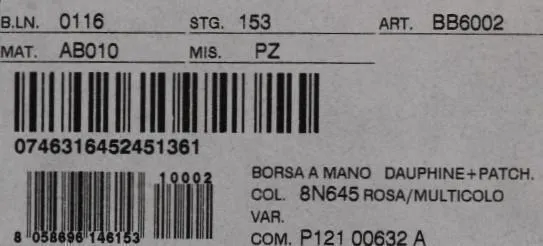 B.LN. 0116 STG. 153 ART. BB6002
MAT. AB010 MIS. PZ
0746316452451361
10002
8 058696 146153
BORSA A MANO DAUPHINE+PATCH.
COL. 8N645 ROSA/MULTICOLO
VAR.
COM. P121 00632 A